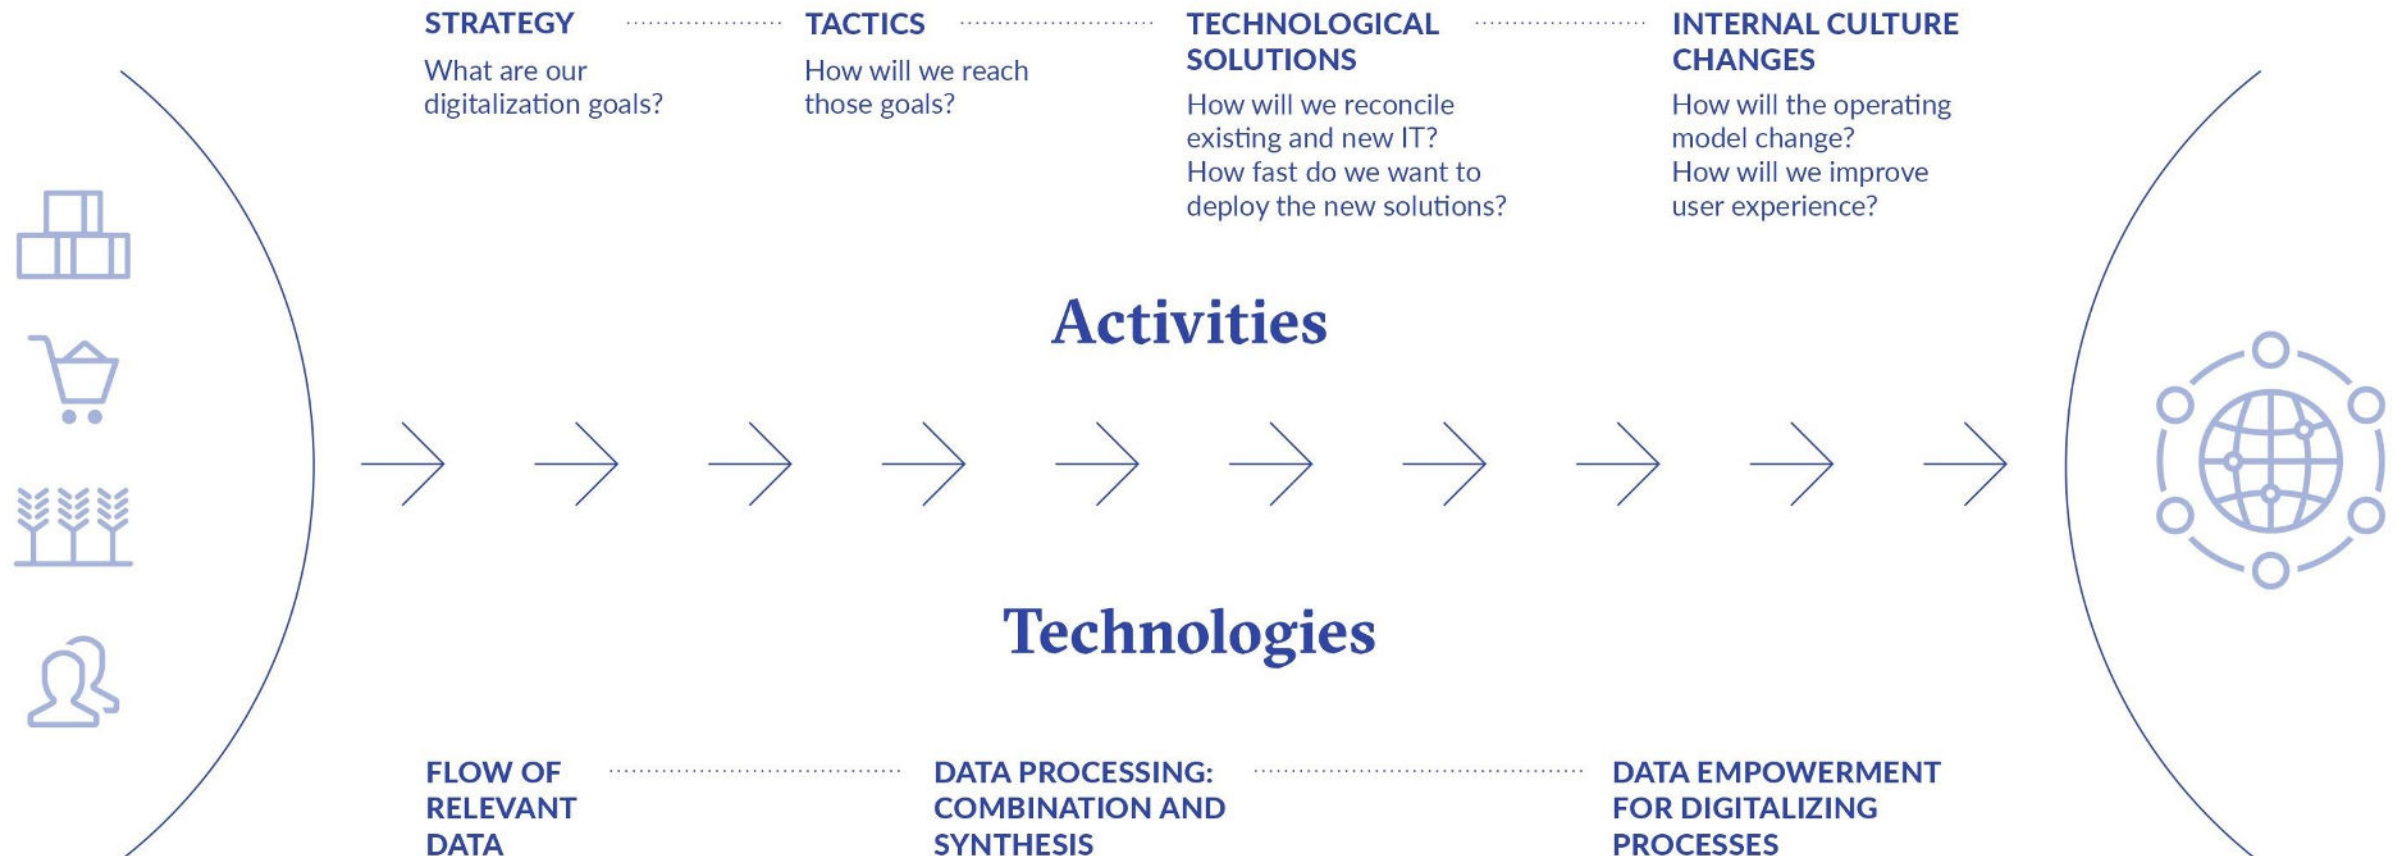 STRATEGY
What are our
digitalization goals?
TACTICS
How will we reach
those goals?
TECHNOLOGICAL
SOLUTIONS
How will we reconcile
existing and new IT?
How fast do we want to
deploy the new solutions?
INTERNAL CULTURE
CHANGES
How will the operating
model change?
How will we improve
user experience?
Activities
Technologies
FLOW OF
RELEVANT
DATA
DATA PROCESSING:
COMBINATION AND
SYNTHESIS
DATA EMPOWERMENT
FOR DIGITALIZING
PROCESSES